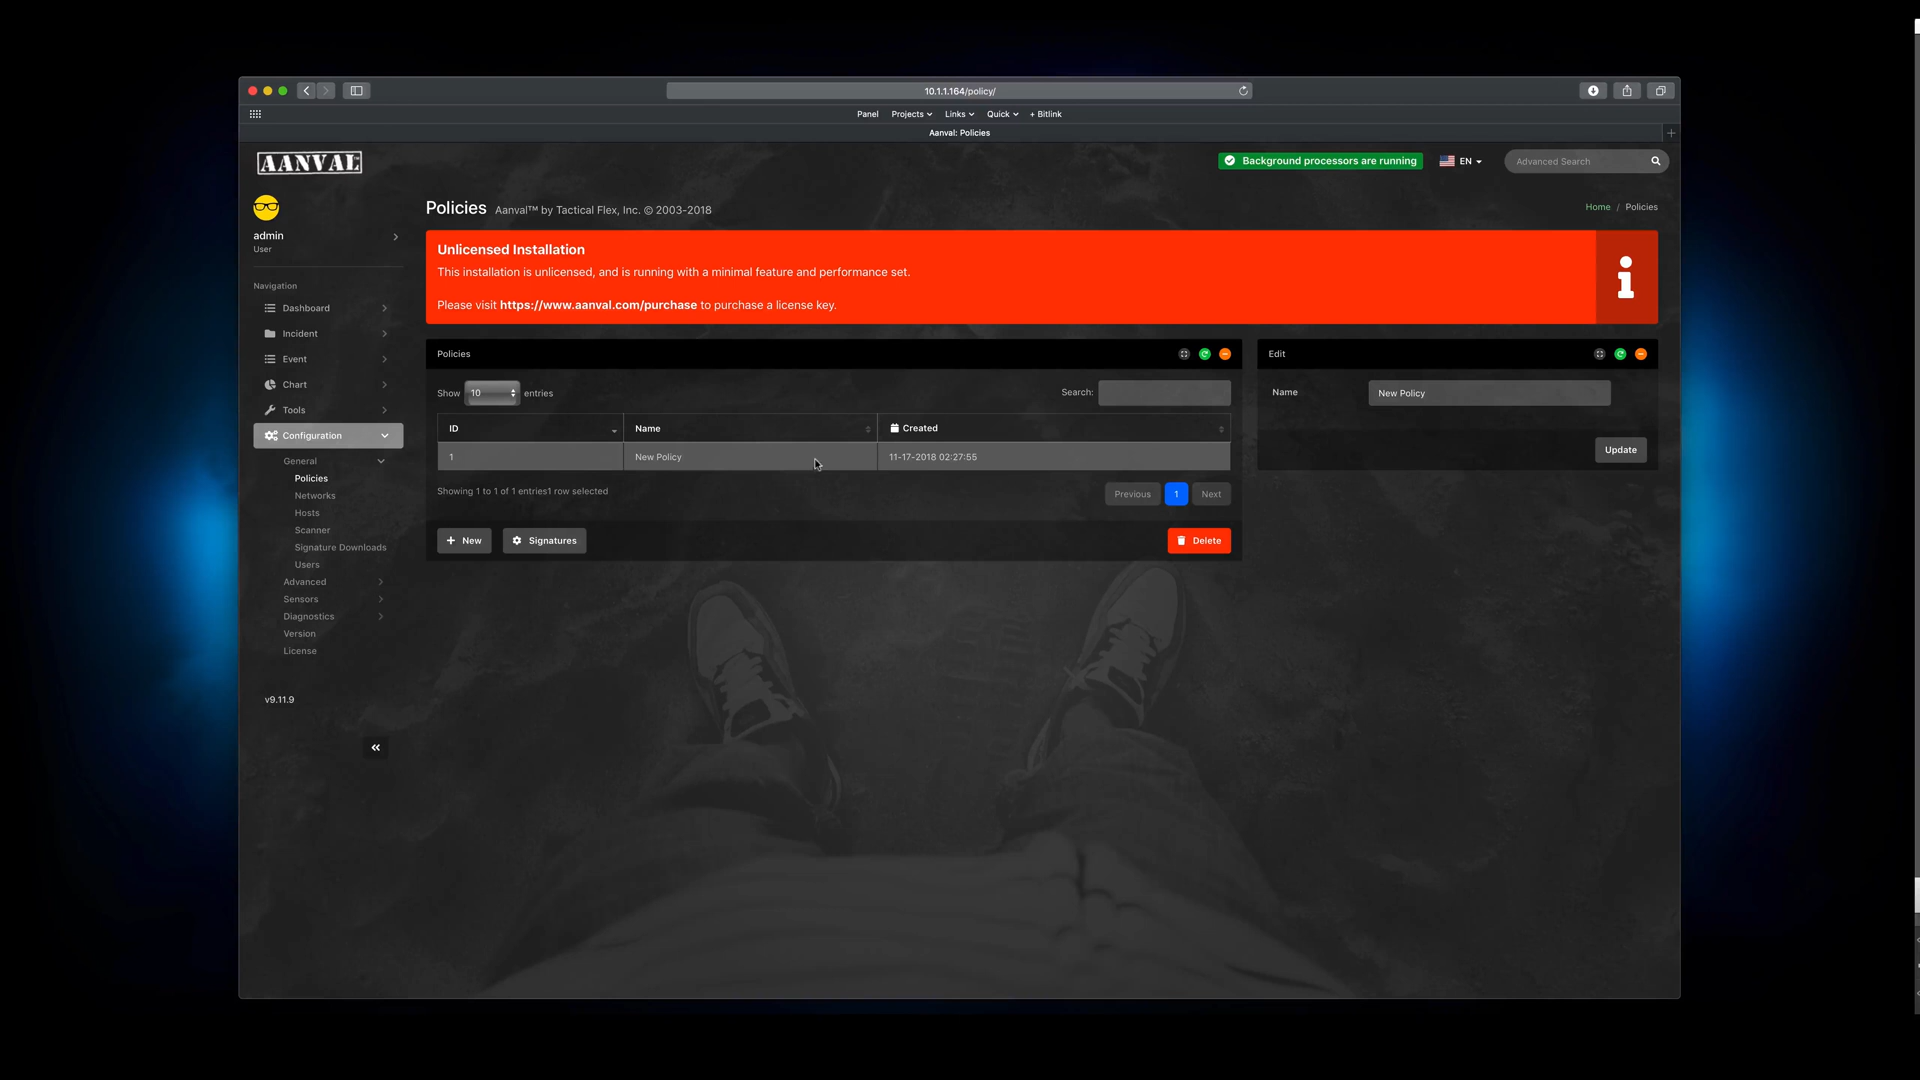 10.1.1.164/policy/
Panel Projects Links Quick + Bitlink
Aanval: Policies
AANVAL
Background processors are running
EN
Advanced Search
admin
User
Navigation
Dashboard
Incident
Event
Chart
Tools
Configuration
General
Policies
Networks
Hosts
Scanner
Signature Downloads
Users
Advanced
Sensors
Diagnostics
Version
License
v9.11.9
Policies Aanval™ by Tactical Flex, Inc. © 2003-2018
Home / Policies
Unlicensed Installation
This installation is unlicensed, and is running with a minimal feature and performance set.
Please visit https://www.aanval.com/purchase to purchase a license key.
Policies
Show 10 entries
Search:
ID Name Created
1 New Policy 11-17-2018 02:27:55
Showing 1 to 1 of 1 entries1 row selected
Previous 1 Next
+ New Signatures Delete
Edit
Name New Policy
Update